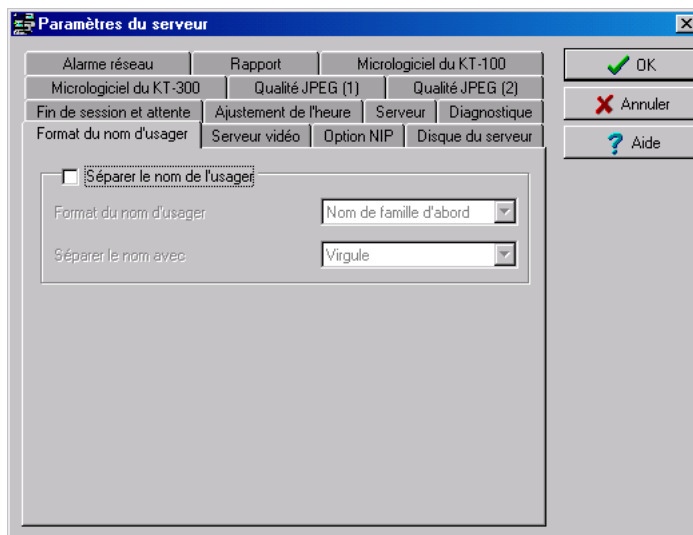 Paramètres du serveur
Alarme réseau Rapport Micrologiciel du KT-100
Micrologiciel du KT-300 Qualité JPEG (1) Qualité JPEG (2)
Fin de session et attente Ajustement de l'heure Serveur Diagnostique
Format du nom d'usager Serveur vidéo Option NIP Disque du serveur
Séparer le nom de l'usager
Format du nom d'usager Nom de famille d'abord
Séparer le nom avec Virgule
OK
Annuler
Aide